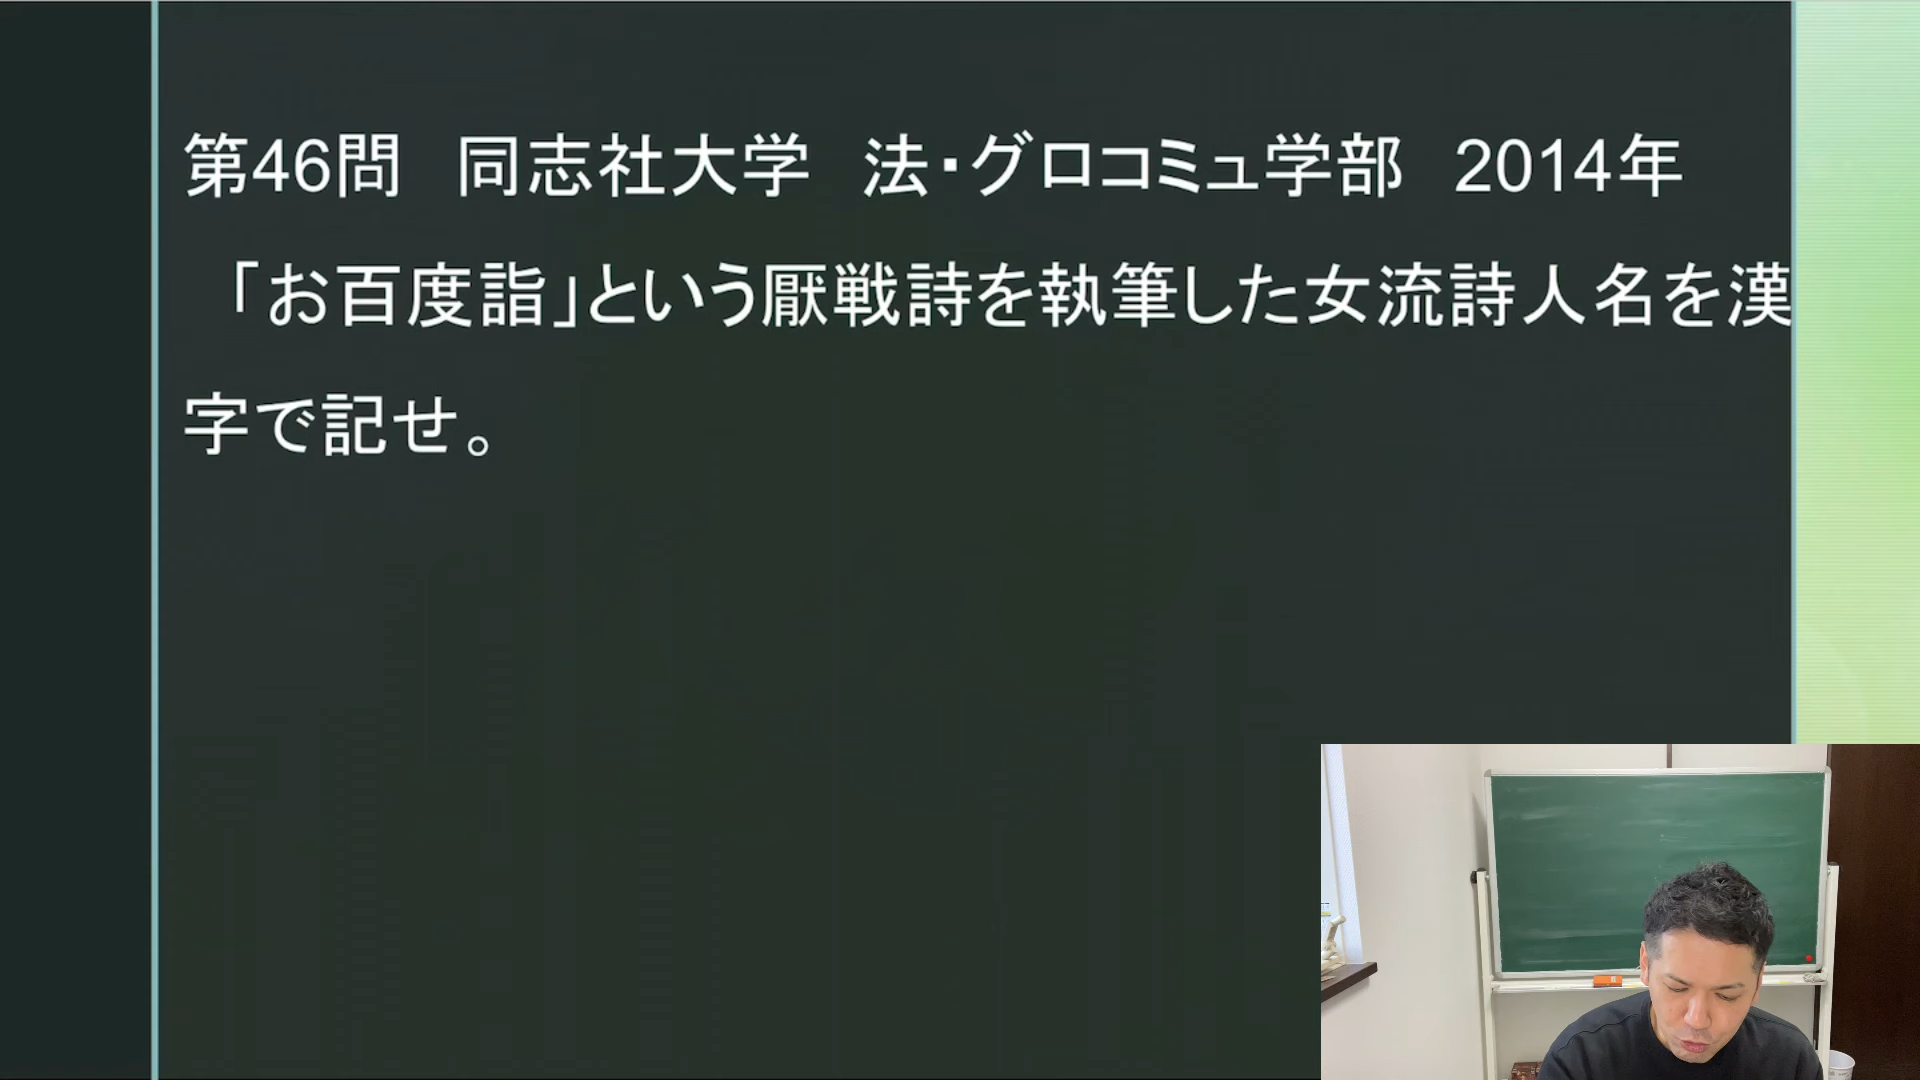 第46問　同志社大学　法・グロコミュ学部　2014年
「お百度詣」という厭戦詩を執筆した女流詩人名を漢
字で記せ。